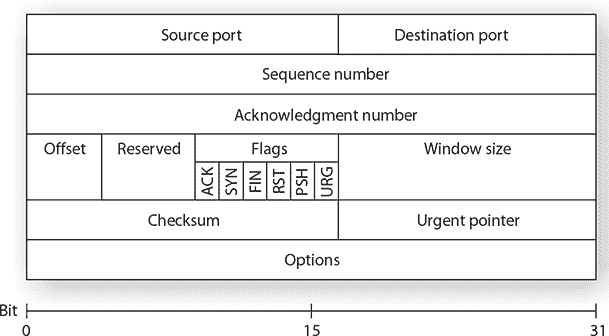 Source port Destination port
Sequence number
Acknowledgment number
Offset Reserved Flags Window size
ACK SYN FIN RST PSH URG
Checksum Urgent pointer
Options
Bit
0 15 31